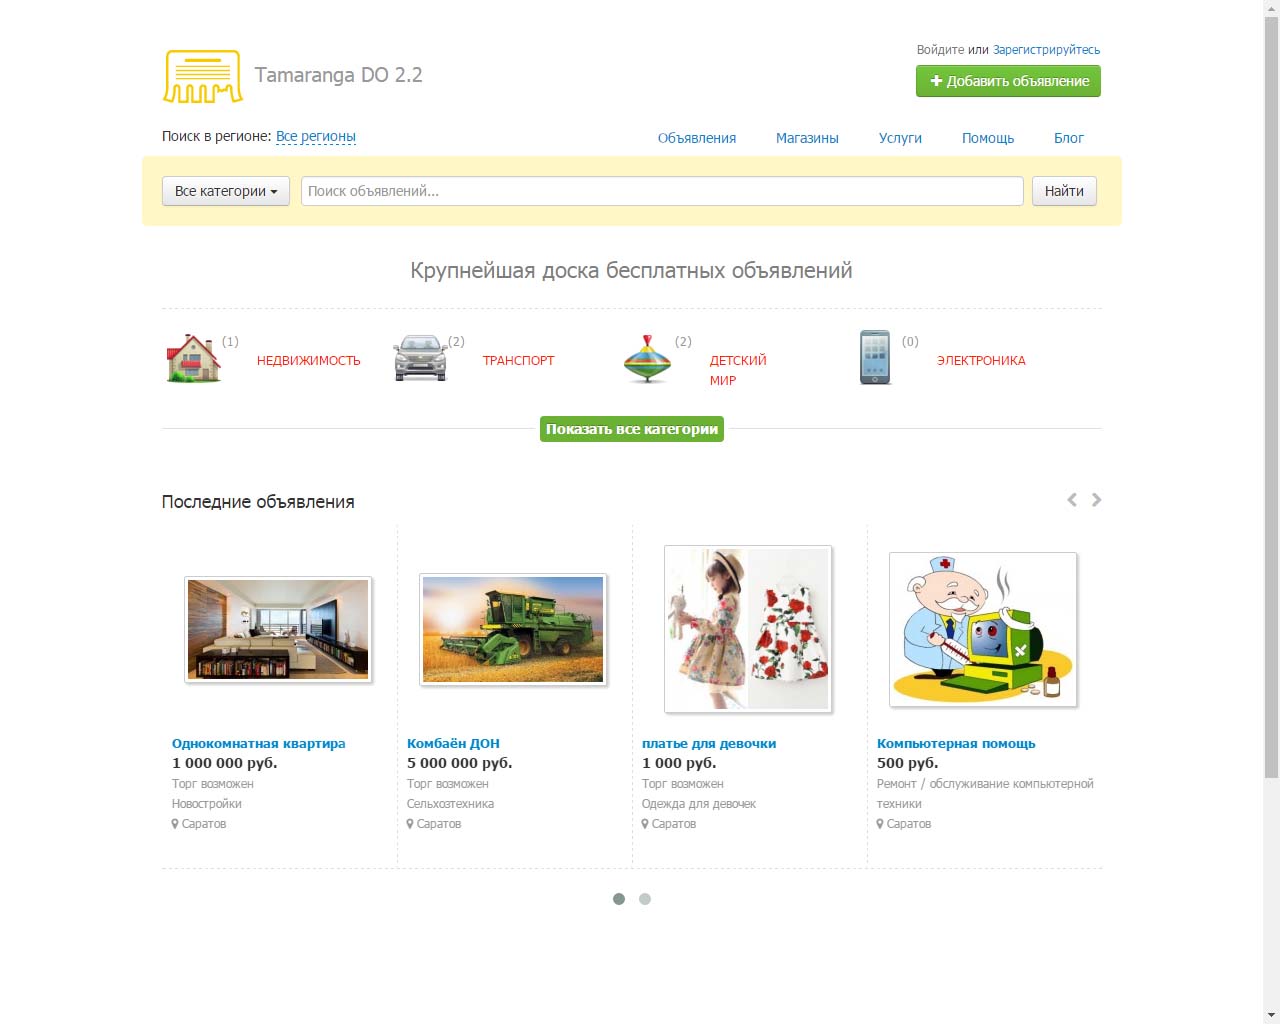 Войдите или Зарегистрируйтесь
Tamaranga DO 2.2
Добавить объявление
Поиск в регионе: Все регионы
Объявления Магазины Услуги Помощь Блог
Все категории
Поиск объявлений...
Найти
Крупнейшая доска бесплатных объявлений
(1)
НЕДВИЖИМОСТЬ
(2)
ТРАНСПОРТ
(2)
ДЕТСКИЙ
МИР
(0)
ЭЛЕКТРОНИКА
Показать все категории
Последние объявления
Однокомнатная квартира
1 000 000 руб.
Торг возможен
Новостройки
Саратов
Комбаён ДОН
5 000 000 руб.
Торг возможен
Сельхозтехника
Саратов
платье для девочки
1 000 руб.
Торг возможен
Одежда для девочек
Саратов
Компьютерная помощь
500 руб.
Ремонт / обслуживание компьютерной
техники
Саратов